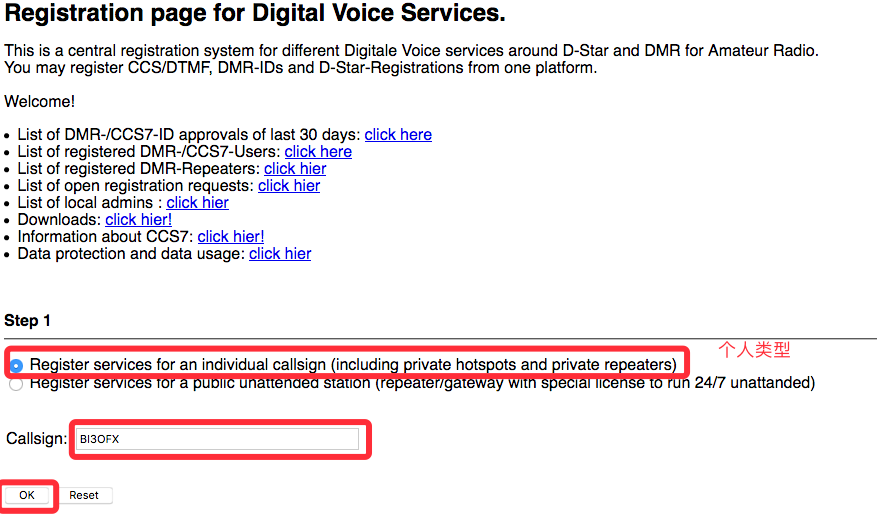 Registration page for Digital Voice Services.
This is a central registration system for different Digitale Voice services around D-Star and DMR for Amateur Radio.
You may register CCS/DTMF, DMR-IDs and D-Star-Registrations from one platform.
Welcome!
• List of DMR-/CCS7-ID approvals of last 30 days: click here
• List of registered DMR-/CCS7-Users: click here
• List of registered DMR-Repeaters: click hier
• List of open registration requests: click hier
• List of local admins : click hier
• Downloads: click hier!
• Information about CCS7: click hier!
• Data protection and data usage: click hier
Step 1
个人类型
Register services for an individual callsign (including private hotspots and private repeaters)
Register services for a public unattended station (repeater/gateway with special license to run 24/7 unattanded)
Callsign: BI3OFX
OK Reset